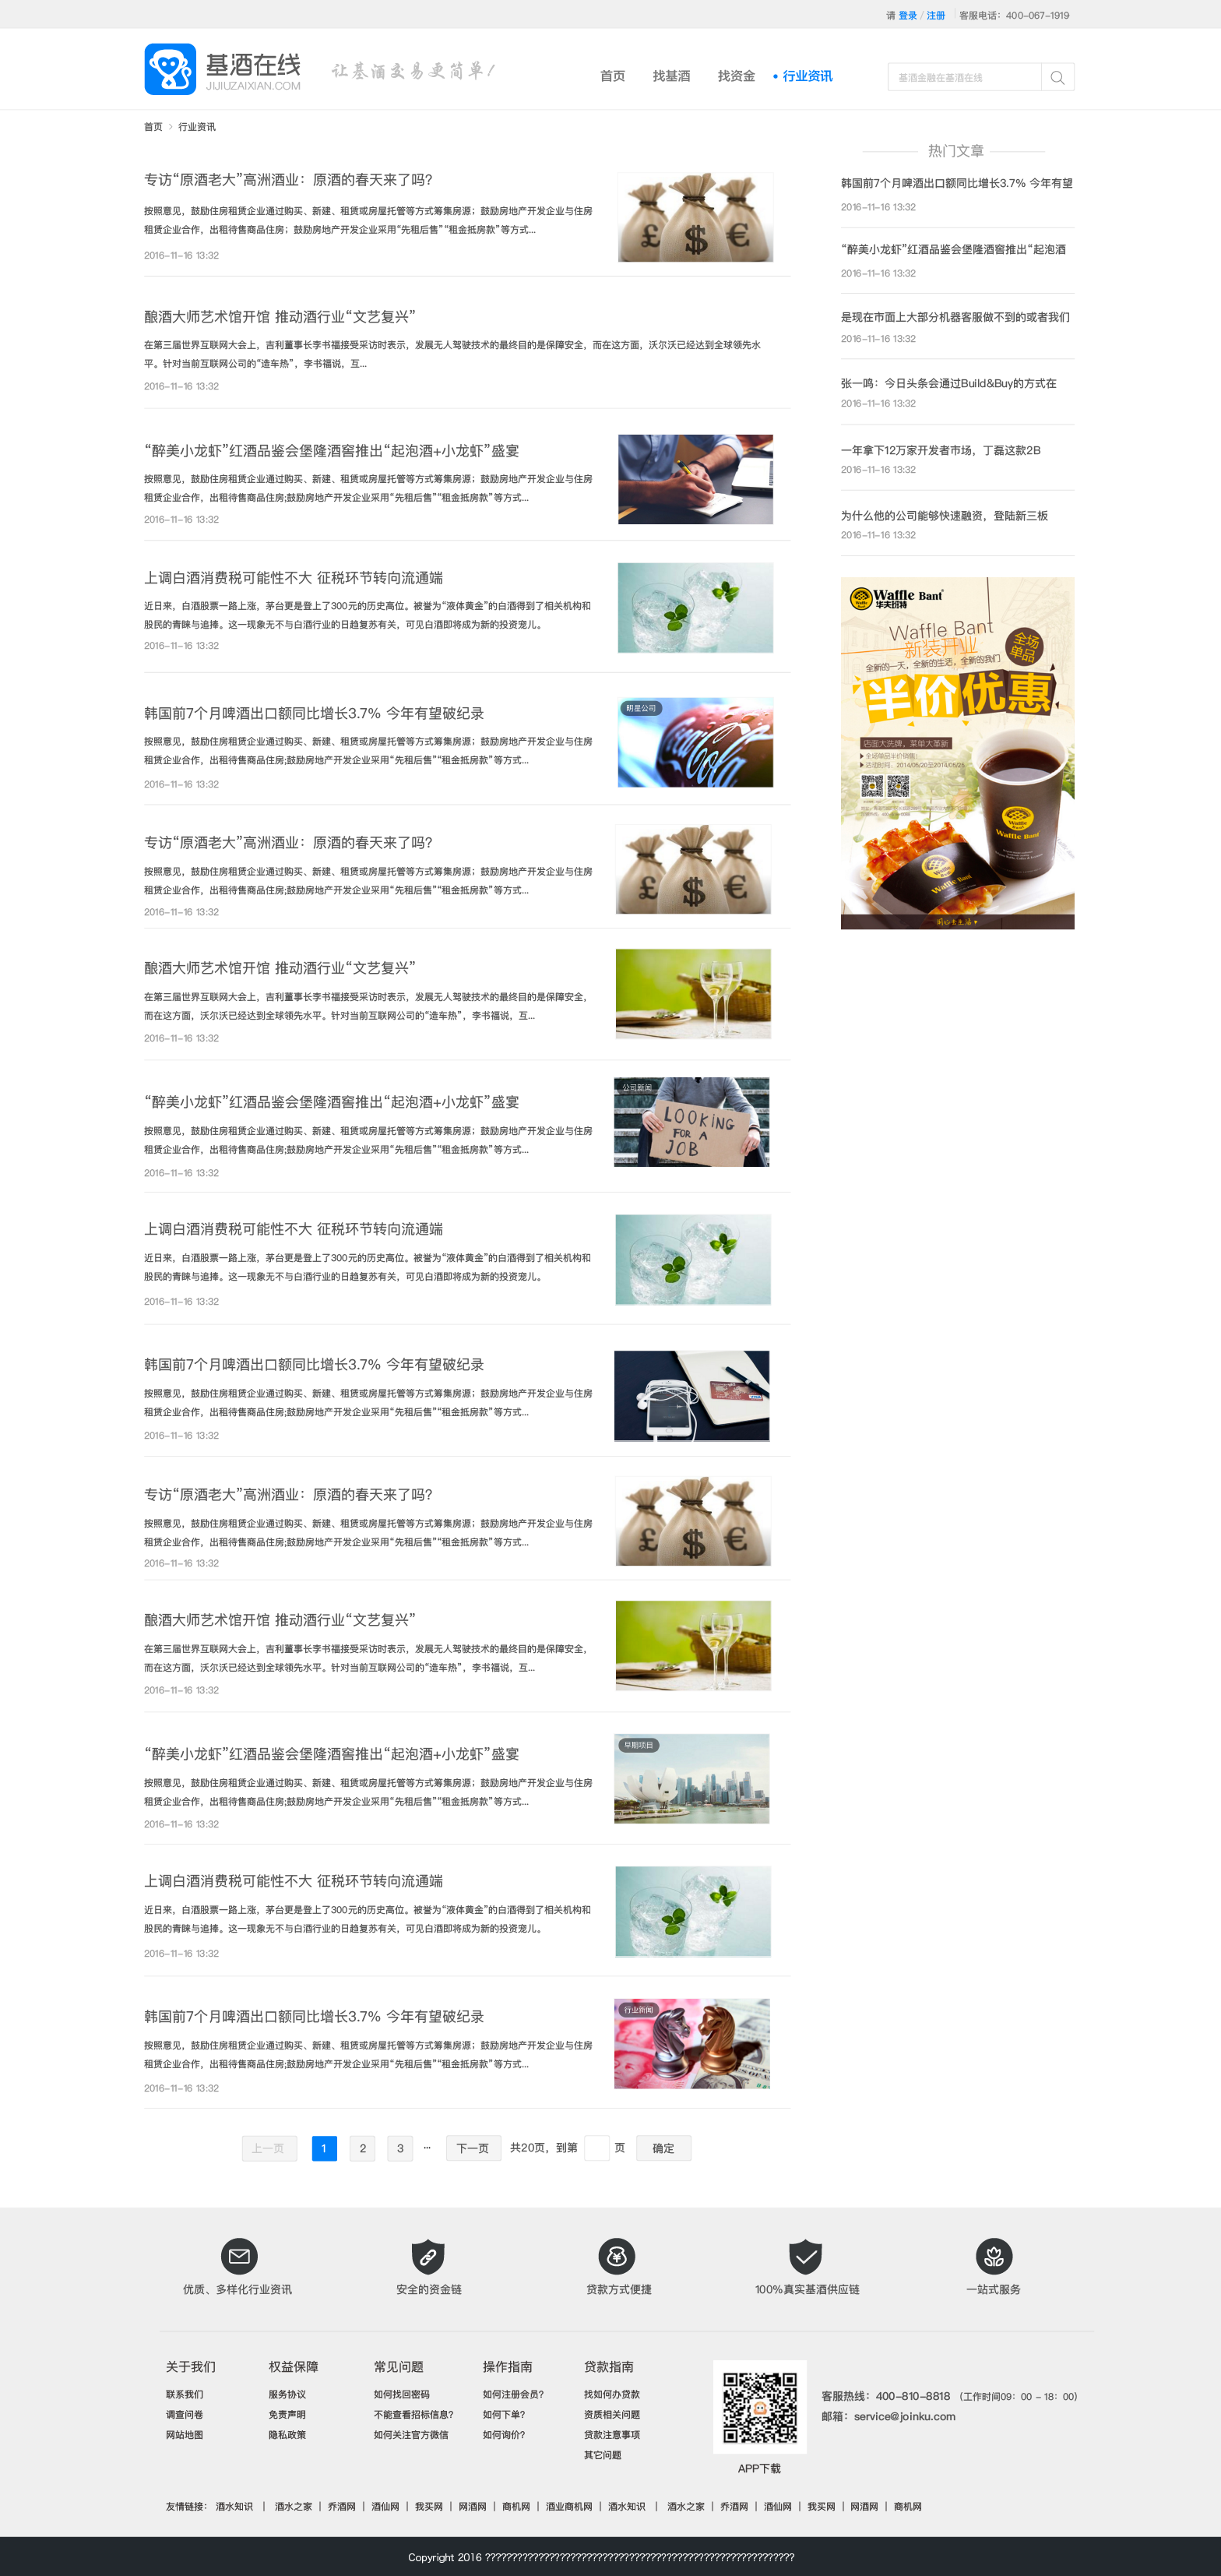 请 登录 / 注册 客服电话：400-067-1919
基酒在线
JIJIUZAIXIAN.COM
让基酒交易更简单！
首页 找基酒 找资金 • 行业资讯
基酒金融在基酒在线
首页 > 行业资讯
专访“原酒老大”高洲酒业：原酒的春天来了吗？
按照意见，鼓励住房租赁企业通过购买、新建、租赁或房屋托管等方式筹集房源；鼓励房地产开发企业与住房
租赁企业合作，出租待售商品住房；鼓励房地产开发企业采用“先租后售”“租金抵房款”等方式...
2016-11-16 13:32
酿酒大师艺术馆开馆 推动酒行业“文艺复兴”
在第三届世界互联网大会上，吉利董事长李书福接受采访时表示，发展无人驾驶技术的最终目的是保障安全，而在这方面，沃尔沃已经达到全球领先水
平。针对当前互联网公司的“造车热”，李书福说，互...
2016-11-16 13:32
“醉美小龙虾”红酒品鉴会堡隆酒窖推出“起泡酒+小龙虾”盛宴
按照意见，鼓励住房租赁企业通过购买、新建、租赁或房屋托管等方式筹集房源；鼓励房地产开发企业与住房
租赁企业合作，出租待售商品住房;鼓励房地产开发企业采用“先租后售”“租金抵房款”等方式...
2016-11-16 13:32
上调白酒消费税可能性不大 征税环节转向流通端
近日来，白酒股票一路上涨，茅台更是登上了300元的历史高位。被誉为“液体黄金”的白酒得到了相关机构和
股民的青睐与追捧。这一现象无不与白酒行业的日趋复苏有关，可见白酒即将成为新的投资宠儿。
2016-11-16 13:32
韩国前7个月啤酒出口额同比增长3.7% 今年有望破纪录
按照意见，鼓励住房租赁企业通过购买、新建、租赁或房屋托管等方式筹集房源；鼓励房地产开发企业与住房
租赁企业合作，出租待售商品住房;鼓励房地产开发企业采用“先租后售”“租金抵房款”等方式...
2016-11-16 13:32
明星公司
专访“原酒老大”高洲酒业：原酒的春天来了吗？
按照意见，鼓励住房租赁企业通过购买、新建、租赁或房屋托管等方式筹集房源；鼓励房地产开发企业与住房
租赁企业合作，出租待售商品住房;鼓励房地产开发企业采用“先租后售”“租金抵房款”等方式...
2016-11-16 13:32
酿酒大师艺术馆开馆 推动酒行业“文艺复兴”
在第三届世界互联网大会上，吉利董事长李书福接受采访时表示，发展无人驾驶技术的最终目的是保障安全，
而在这方面，沃尔沃已经达到全球领先水平。针对当前互联网公司的“造车热”，李书福说，互...
2016-11-16 13:32
“醉美小龙虾”红酒品鉴会堡隆酒窖推出“起泡酒+小龙虾”盛宴
按照意见，鼓励住房租赁企业通过购买、新建、租赁或房屋托管等方式筹集房源；鼓励房地产开发企业与住房
租赁企业合作，出租待售商品住房;鼓励房地产开发企业采用“先租后售”“租金抵房款”等方式...
2016-11-16 13:32
公司新闻
LOOKING
FOR A
JOB
上调白酒消费税可能性不大 征税环节转向流通端
近日来，白酒股票一路上涨，茅台更是登上了300元的历史高位。被誉为“液体黄金”的白酒得到了相关机构和
股民的青睐与追捧。这一现象无不与白酒行业的日趋复苏有关，可见白酒即将成为新的投资宠儿。
2016-11-16 13:32
韩国前7个月啤酒出口额同比增长3.7% 今年有望破纪录
按照意见，鼓励住房租赁企业通过购买、新建、租赁或房屋托管等方式筹集房源；鼓励房地产开发企业与住房
租赁企业合作，出租待售商品住房;鼓励房地产开发企业采用“先租后售”“租金抵房款”等方式...
2016-11-16 13:32
专访“原酒老大”高洲酒业：原酒的春天来了吗？
按照意见，鼓励住房租赁企业通过购买、新建、租赁或房屋托管等方式筹集房源；鼓励房地产开发企业与住房
租赁企业合作，出租待售商品住房;鼓励房地产开发企业采用“先租后售”“租金抵房款”等方式...
2016-11-16 13:32
酿酒大师艺术馆开馆 推动酒行业“文艺复兴”
在第三届世界互联网大会上，吉利董事长李书福接受采访时表示，发展无人驾驶技术的最终目的是保障安全，
而在这方面，沃尔沃已经达到全球领先水平。针对当前互联网公司的“造车热”，李书福说，互...
2016-11-16 13:32
“醉美小龙虾”红酒品鉴会堡隆酒窖推出“起泡酒+小龙虾”盛宴
按照意见，鼓励住房租赁企业通过购买、新建、租赁或房屋托管等方式筹集房源；鼓励房地产开发企业与住房
租赁企业合作，出租待售商品住房;鼓励房地产开发企业采用“先租后售”“租金抵房款”等方式...
2016-11-16 13:32
早期项目
上调白酒消费税可能性不大 征税环节转向流通端
近日来，白酒股票一路上涨，茅台更是登上了300元的历史高位。被誉为“液体黄金”的白酒得到了相关机构和
股民的青睐与追捧。这一现象无不与白酒行业的日趋复苏有关，可见白酒即将成为新的投资宠儿。
2016-11-16 13:32
韩国前7个月啤酒出口额同比增长3.7% 今年有望破纪录
按照意见，鼓励住房租赁企业通过购买、新建、租赁或房屋托管等方式筹集房源；鼓励房地产开发企业与住房
租赁企业合作，出租待售商品住房;鼓励房地产开发企业采用“先租后售”“租金抵房款”等方式...
2016-11-16 13:32
行业新闻
上一页 1 2 3 ... 下一页 共20页，到第 页 确定
热门文章
韩国前7个月啤酒出口额同比增长3.7% 今年有望
2016-11-16 13:32
“醉美小龙虾”红酒品鉴会堡隆酒窖推出“起泡酒
2016-11-16 13:32
是现在市面上大部分机器客服做不到的或者我们
2016-11-16 13:32
张一鸣：今日头条会通过Build&Buy的方式在
2016-11-16 13:32
一年拿下12万家开发者市场，丁磊这款2B
2016-11-16 13:32
为什么他的公司能够快速融资，登陆新三板
2016-11-16 13:32
Waffle Bant
华夫班特
Waffle Bant
新装开业
全场
单品
全新的一天，全新的生活，全新的我们
半价优惠
店面大洗牌，菜单大革新
全场单品半价销售！
活动时间：2014/05/20至2014/05/25
Waffle Bant
Waffle Bant
优质、多样化行业资讯 安全的资金链 贷款方式便捷 100%真实基酒供应链 一站式服务
关于我们 权益保障 常见问题 操作指南 贷款指南
联系我们 服务协议 如何找回密码 如何注册会员？ 找如何办贷款
调查问卷 免责声明 不能查看招标信息？ 如何下单？ 资质相关问题
网站地图 隐私政策 如何关注官方微信 如何询价？ 贷款注意事项
其它问题
客服热线：400-810-8818 （工作时间09：00 - 18：00）
邮箱：service@joinku.com
APP下载
友情链接： 酒水知识 | 酒水之家 | 乔酒网 | 酒仙网 | 我买网 | 网酒网 | 商机网 | 酒业商机网 | 酒水知识 | 酒水之家 | 乔酒网 | 酒仙网 | 我买网 | 网酒网 | 商机网
Copyright 2016 ??????????????????????????????????????????????????????????